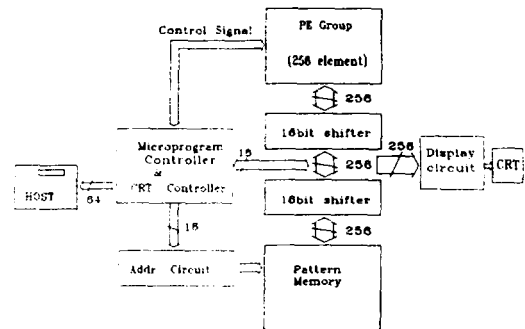 Control Signal
PE Group
(256 element)
256
16bit shifter
Microprogram
Controller
&
CRT Controller
16
256
256
Display
circuit
CRT
HOST
64
16bit shifter
16
256
Addr Circuit
Pattern
Memory